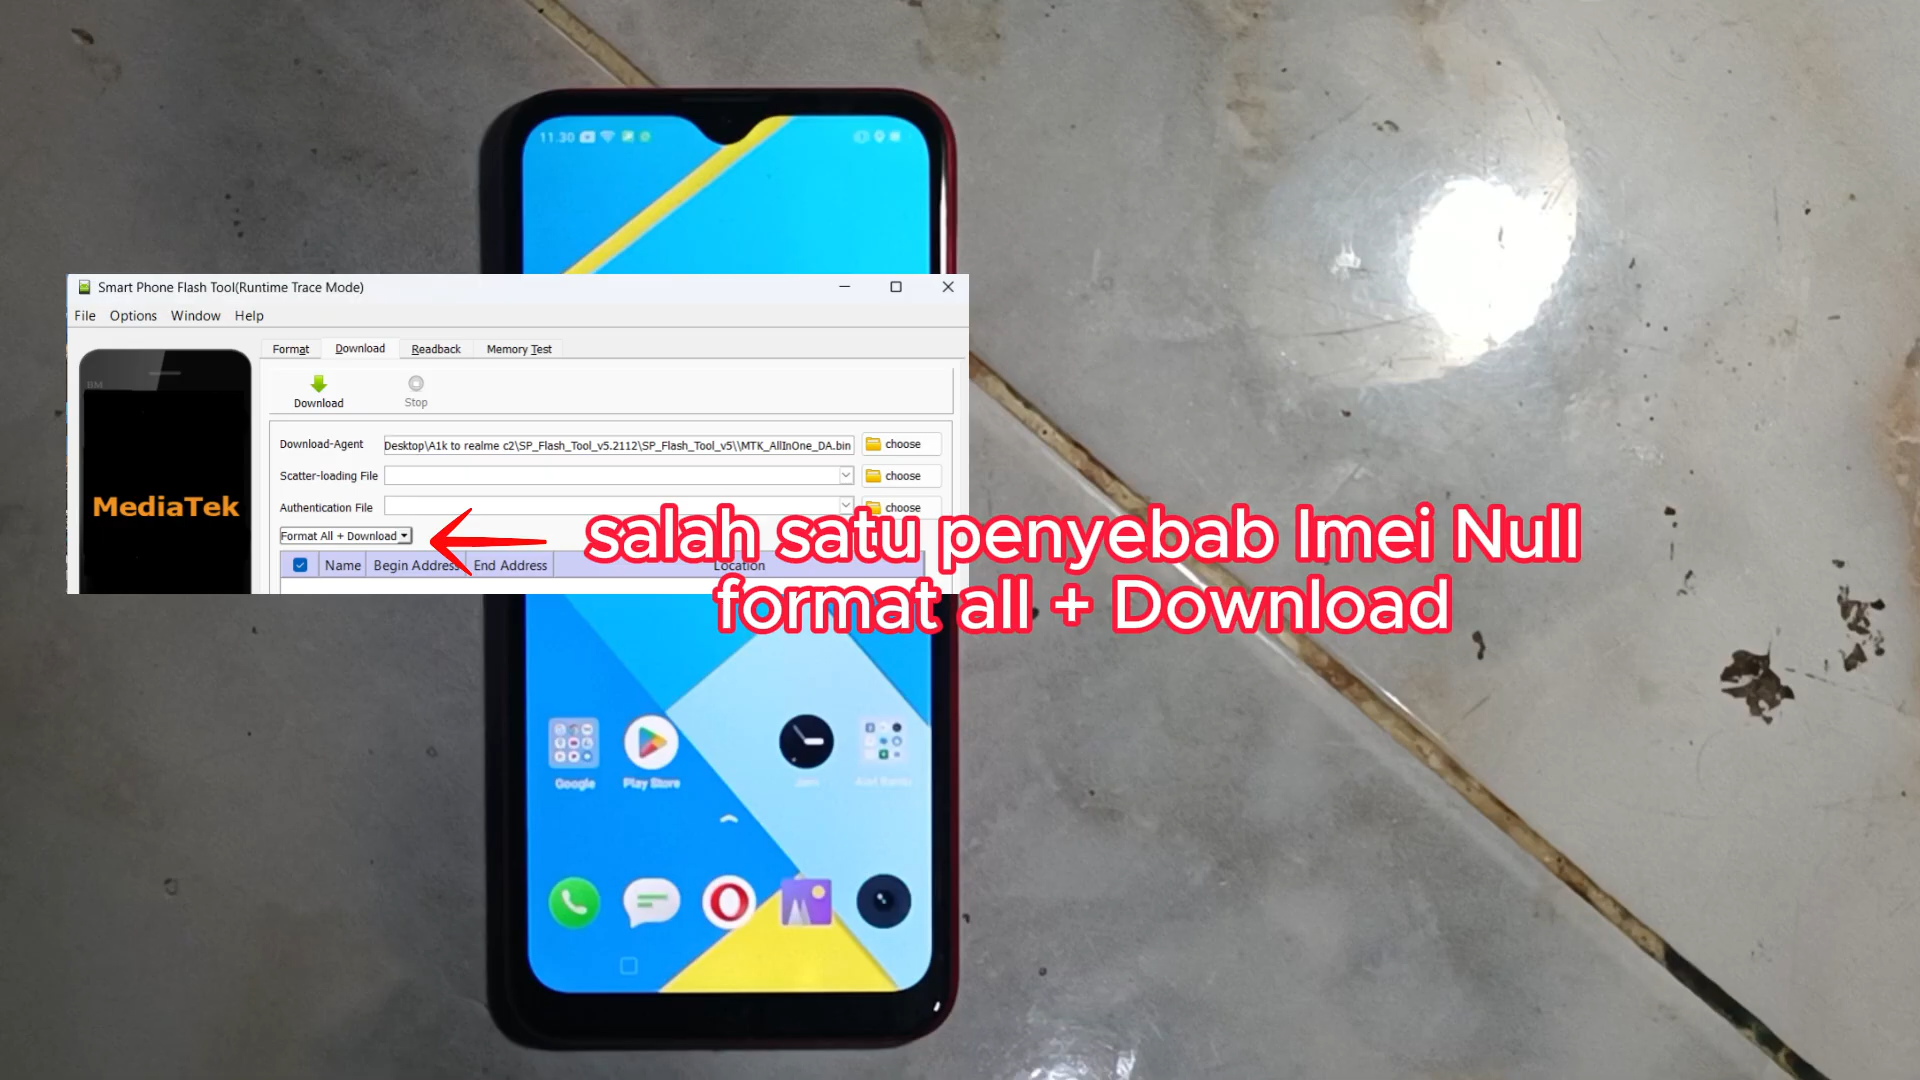 11.30
Smart Phone Flash Tool(Runtime Trace Mode)
File Options Window Help
Format Download Readback Memory Test
BM
Download Stop
Download-Agent Desktop\A1k to realme c2\SP_Flash_Tool_v5.2112\SP_Flash_Tool_v5\\MTK_AllInOne_DA.bin choose
Scatter-loading File choose
MediaTek
Authentication File choose
Format All + Download
salah satu penyebab Imei Null
format all + Download
Name Begin Address End Address Location
Google Play Store Jam